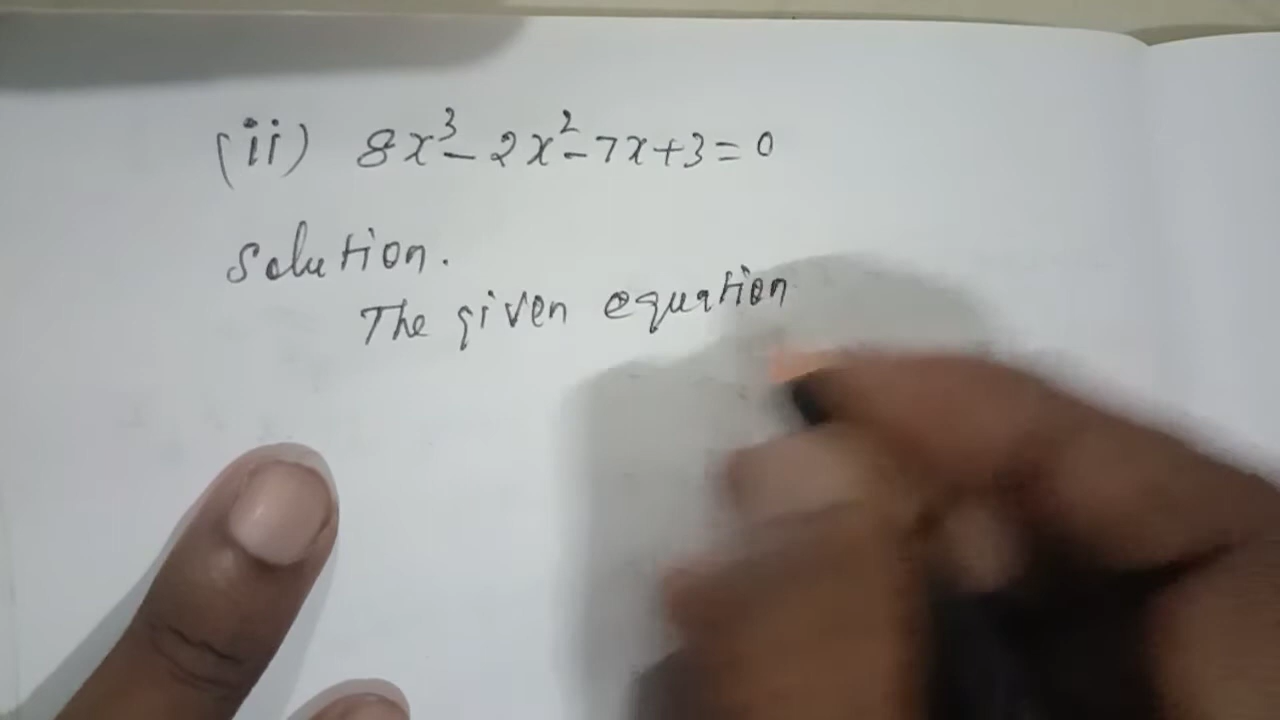 (ii) 8x³ - 2x² - 7x + 3 = 0
Solution.
The given equation